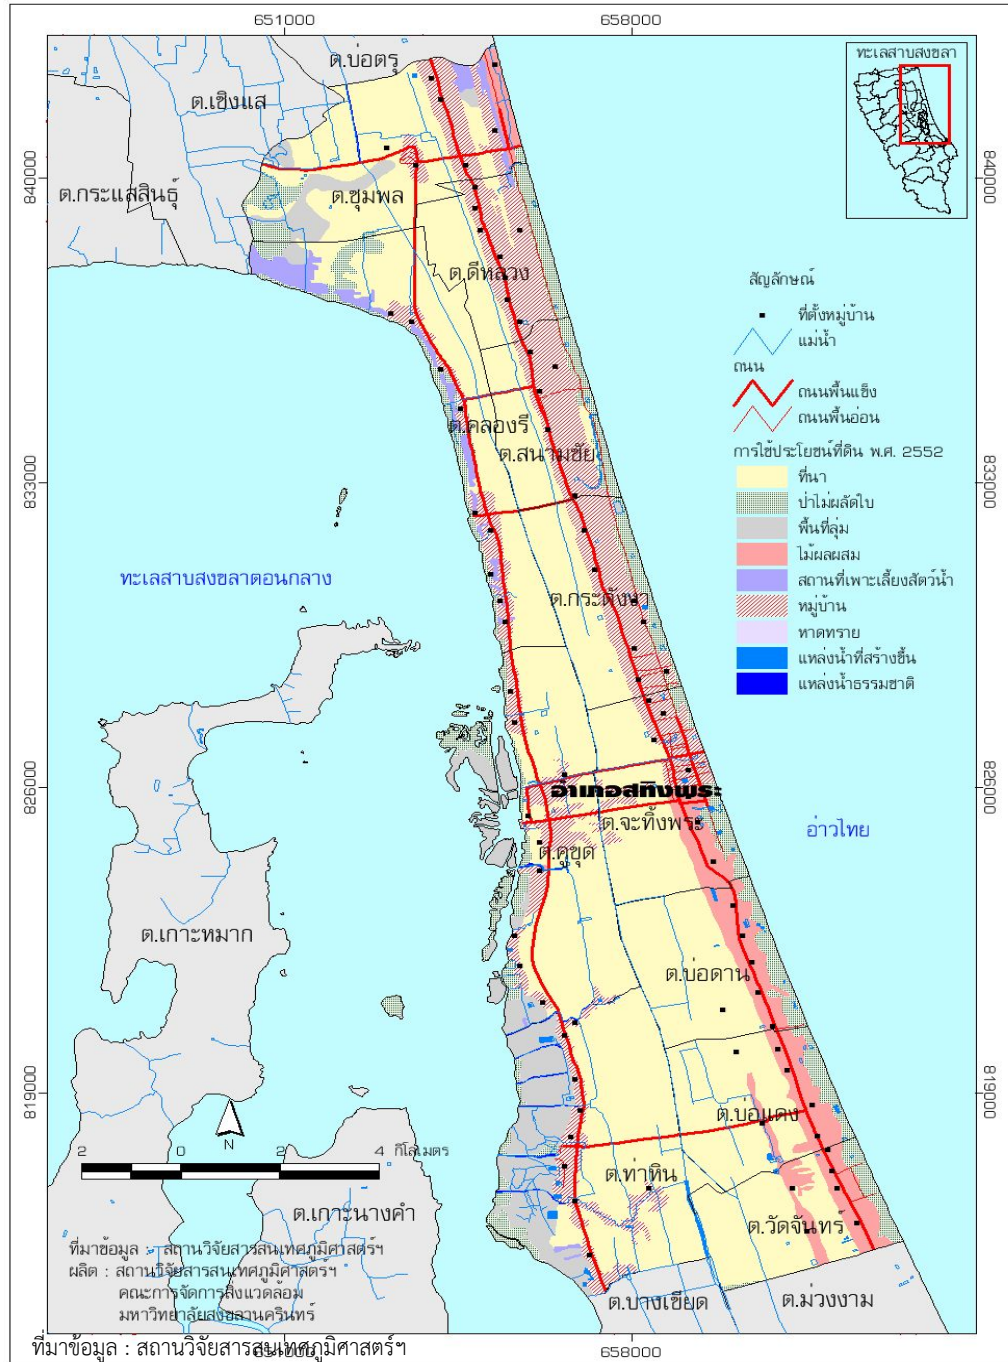 651000 658000
ทะเลสาบสงขลา
ต.บ่อตรุ
ต.เชิงแส
840000 840000
ต.กระแสสินธุ์
ต.ชุมพล
ต.ดีหลวง
สัญลักษณ์
ที่ตั้งหมู่บ้าน
แม่น้ำ
ถนน
ถนนพื้นแข็ง
ถนนพื้นอ่อน
ต.คลองรี
ต.สนามชัย
การใช้ประโยชน์ที่ดิน พ.ศ. 2552
833000 833000
ที่นา
ป่าไม่ผลัดใบ
พื้นที่ลุ่ม
ไม้ผลผสม
สถานที่เพาะเลี้ยงสัตว์น้ำ
หมู่บ้าน
หาดทราย
แหล่งน้ำที่สร้างขึ้น
แหล่งน้ำธรรมชาติ
ทะเลสาบสงขลาตอนกลาง
ต.กระดังงา
826000 826000
อำเภอสทิงพระ
ต.จะทิ้งพระ
อ่าวไทย
ต.คูขุด
ต.เกาะหมาก
ต.บ่อดาน
819000 819000
ต.บ่อแดง
N
2 0 2 4 กิโลเมตร
ต.ท่าหิน
ต.เกาะนางคำ
ต.วัดจันทร์
ที่มาข้อมูล : สถานวิจัยสารสนเทศภูมิศาสตร์ฯ
ผลิต : สถานวิจัยสารสนเทศภูมิศาสตร์ฯ
คณะการจัดการสิ่งแวดล้อม
มหาวิทยาลัยสงขลานครินทร์
ต.บางเขียด
ต.ม่วงงาม
ที่มาข้อมูล : สถานวิจัยสารสนเทศภูมิศาสตร์ฯ
651000 658000